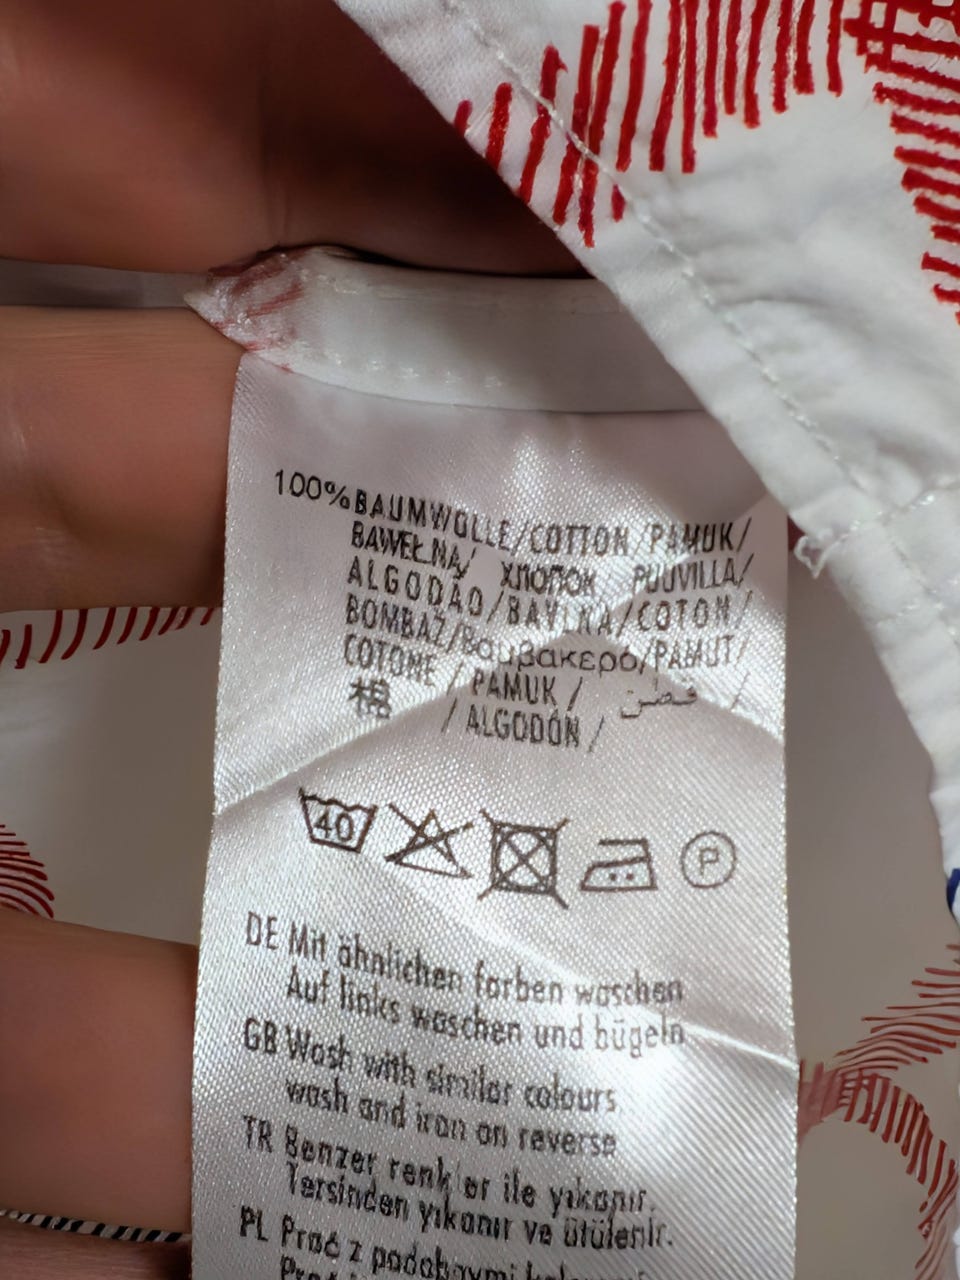 100% BAUMWOLLE/COTTON/PAMUK/
BAWEŁNA/ ХЛОПОК / PUUVILLA/
ALGODÃO/BAVLNA/COTON/
BOMBAŽ/Βαμβακερό/PAMUT/
COTONE / PAMUK / قطن /
棉 / ALGODÓN /
40 P
DE Mit ähnlichen farben waschen
Auf links waschen und bügeln
GB Wash with similar colours
wash and iron on reverse
TR Benzer renkler ile yıkanır.
Tersinden yıkanır ve ütülenir.
PL Prać z podobnymi
Prać